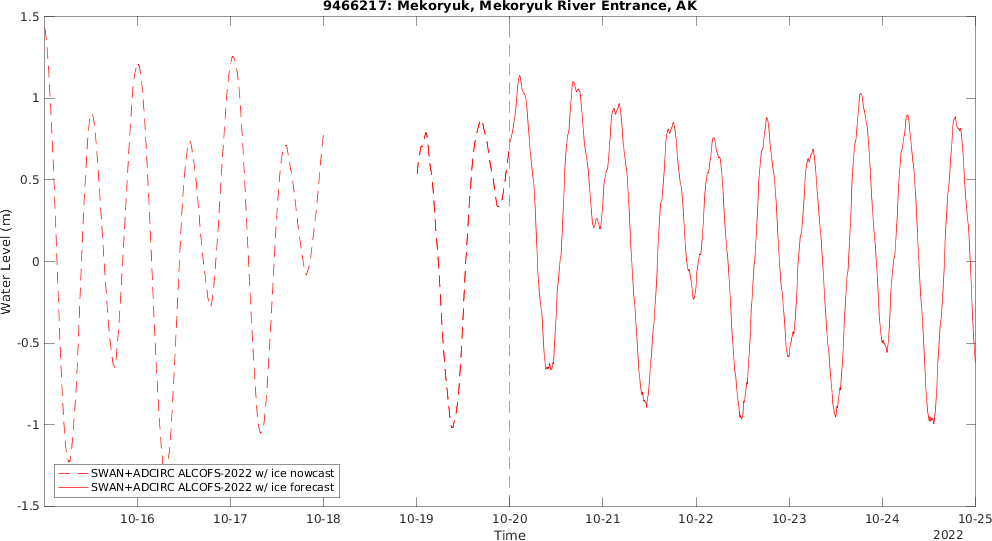 9466217: Mekoryuk, Mekoryuk River Entrance, AK
1.5
1
0.5
0
-0.5
-1
-1.5
Water Level (m)
SWAN+ADCIRC ALCOFS-2022 w/ ice nowcast
SWAN+ADCIRC ALCOFS-2022 w/ ice forecast
10-16 10-17 10-18 10-19 10-20 10-21 10-22 10-23 10-24 10-25
Time
2022